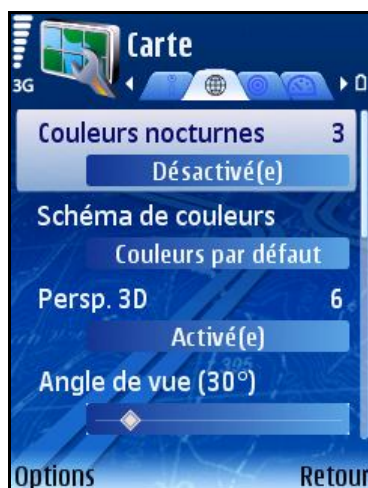 Carte
3G
Couleurs nocturnes 3
Désactivé(e)
Schéma de couleurs
Couleurs par défaut
Persp. 3D 6
Activé(e)
Angle de vue (30°)
Options Retour